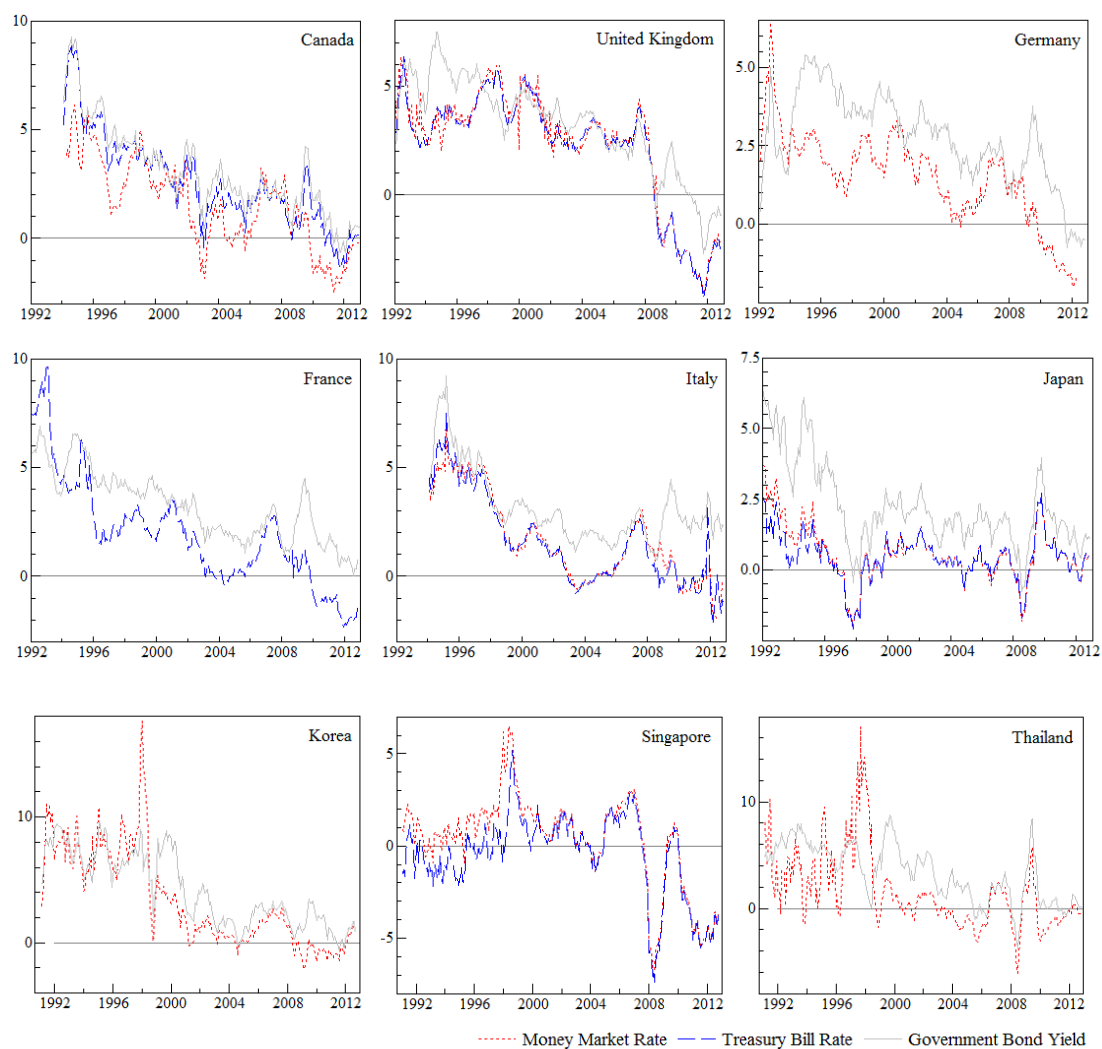 Canada
10
5
0
1992 1996 2000 2004 2008 2012
United Kingdom
5
0
-5
1992 1996 2000 2004 2008 2012
Germany
5.0
2.5
0.0
1992 1996 2000 2004 2008 2012
France
10
5
0
1992 1996 2000 2004 2008 2012
Italy
10
5
0
1992 1996 2000 2004 2008 2012
Japan
7.5
5.0
2.5
0.0
1992 1996 2000 2004 2008 2012
Korea
10
0
1992 1996 2000 2004 2008 2012
Singapore
5
0
-5
1992 1996 2000 2004 2008 2012
Thailand
10
0
1992 1996 2000 2004 2008 2012
Money Market Rate Treasury Bill Rate Government Bond Yield